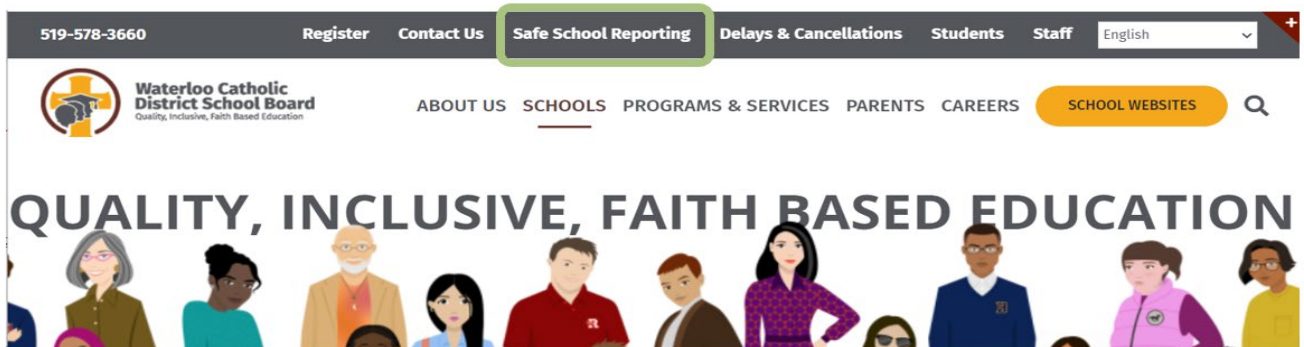 519-578-3660 Register Contact Us Safe School Reporting Delays & Cancellations Students Staff English +
Waterloo Catholic
District School Board
Quality, Inclusive, Faith Based Education
ABOUT US SCHOOLS PROGRAMS & SERVICES PARENTS CAREERS SCHOOL WEBSITES
QUALITY, INCLUSIVE, FAITH BASED EDUCATION
R